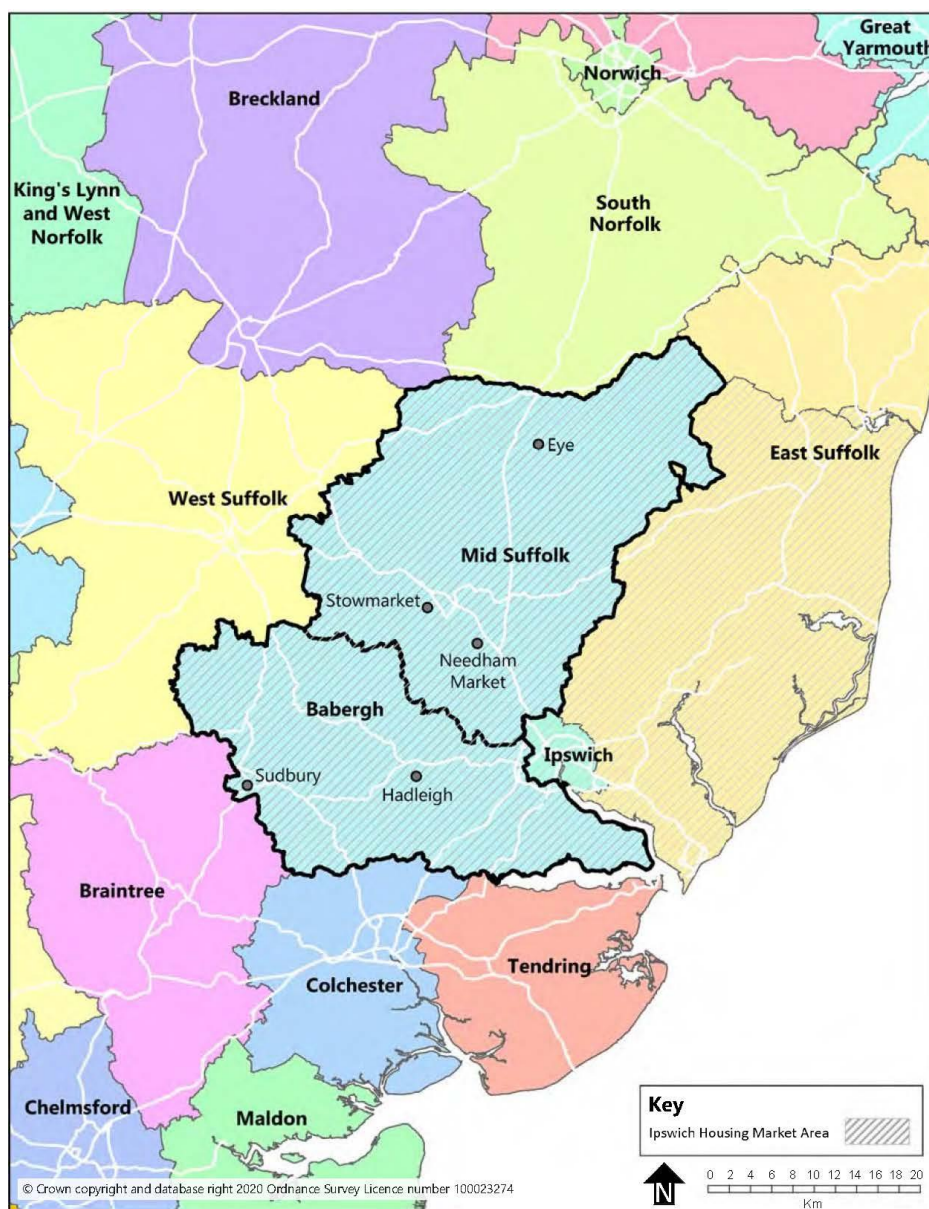 Great
Yarmouth
Norwich
Breckland
King's Lynn
and West
Norfolk
South
Norfolk
Eye
East Suffolk
West Suffolk
Mid Suffolk
Stowmarket
Needham
Market
Babergh
Ipswich
Sudbury
Hadleigh
Braintree
Tendring
Colchester
Chelmsford
Maldon
Key
Ipswich Housing Market Area
N
0 2 4 6 8 10 12 14 16 18 20
Km
© Crown copyright and database right 2020 Ordnance Survey Licence number 100023274